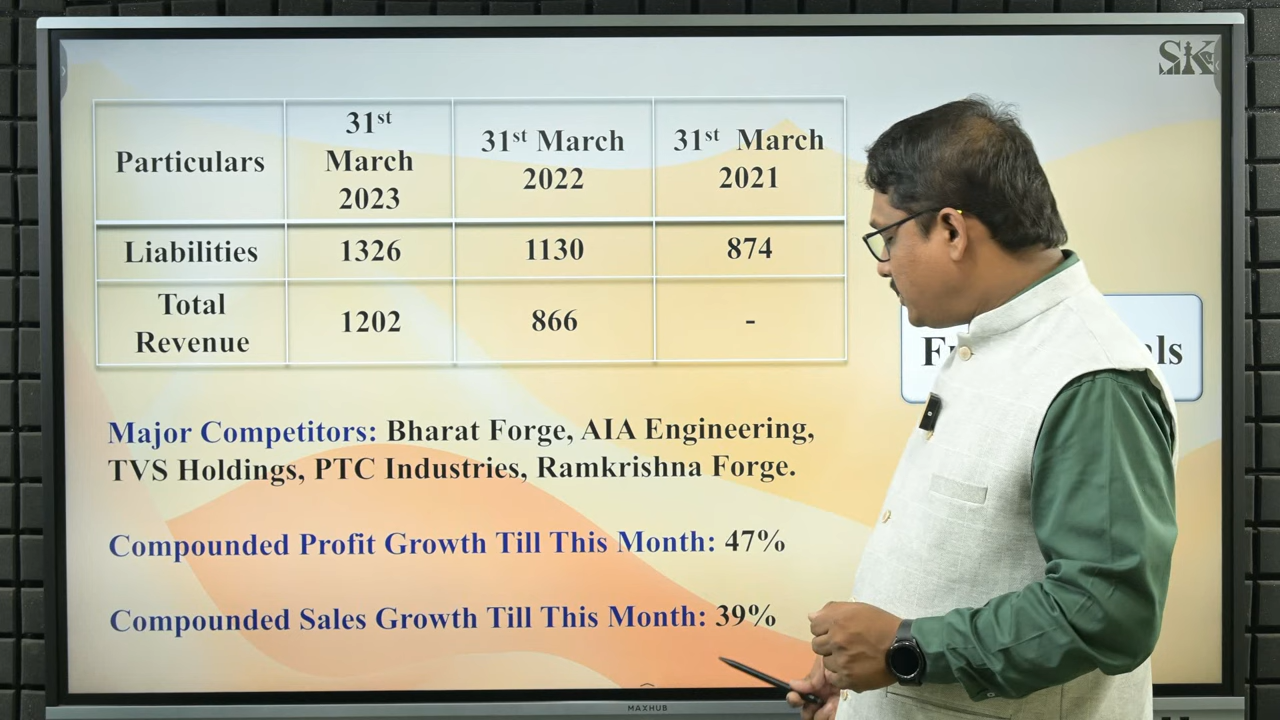 SK
Particulars
31st
March
2023
31st March
2022
31st March
2021
Liabilities
1326
1130
874
Total
Revenue
1202
866
-
Major Competitors: Bharat Forge, AIA Engineering,
TVS Holdings, PTC Industries, Ramkrishna Forge.
Compounded Profit Growth Till This Month: 47%
Compounded Sales Growth Till This Month: 39%
MAXHUB